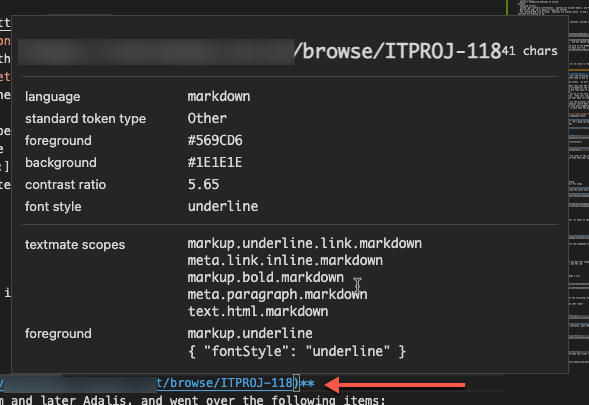 /browse/ITPROJ-118 41 chars
language markdown
standard token type Other
foreground #569CD6
background #1E1E1E
contrast ratio 5.65
font style underline
textmate scopes markup.underline.link.markdown
meta.link.inline.markdown
markup.bold.markdown
meta.paragraph.markdown
text.html.markdown
foreground markup.underline
{ "fontStyle": "underline" }
t/browse/ITPROJ-118)**
m and later Adalis, and went over the following items: